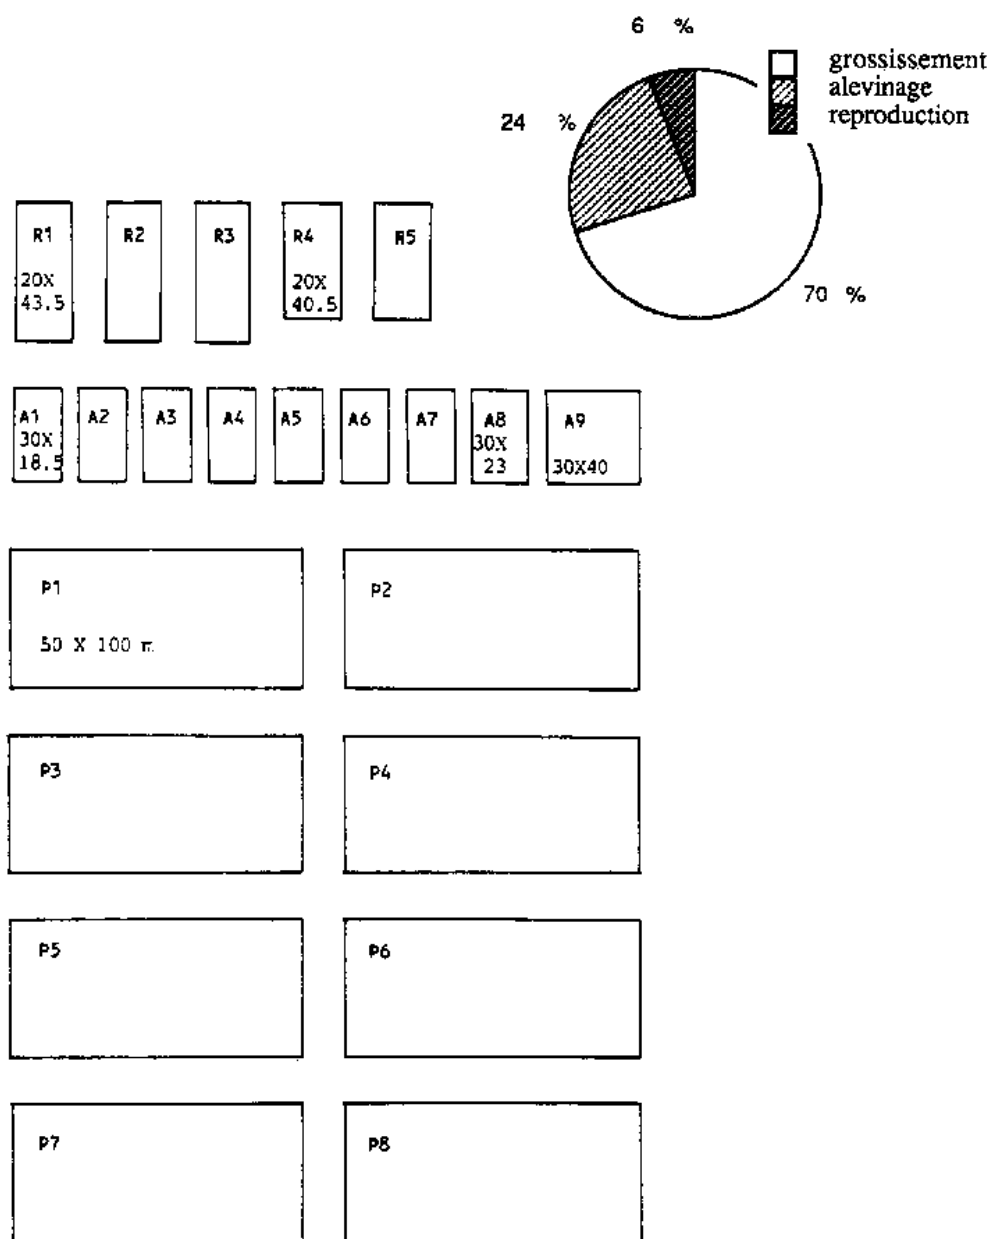 6 %
grossissement
alevinage
reproduction
24 %
70 %
R1
20X
43.5
R2
R3
R4
20X
40.5
R5
A1
30X
18.5
A2
A3
A4
A5
A6
A7
A8
30X
23
A9
30X40
P1
50 X 100 m
P2
P3
P4
P5
P6
P7
P8